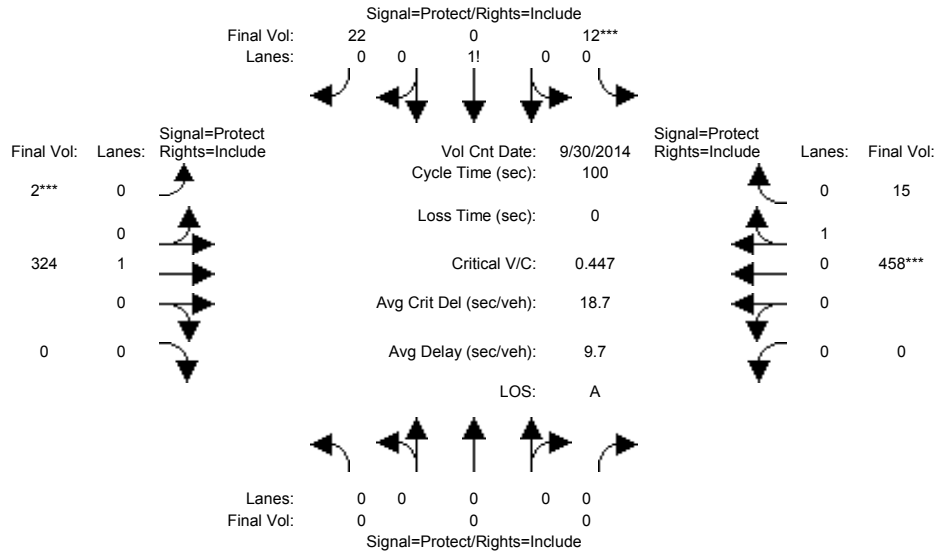 Signal=Protect/Rights=Include
Final Vol: 22 0 12***
Lanes: 0 0 1! 0 0
Signal=Protect Signal=Protect
Final Vol: Lanes: Rights=Include Vol Cnt Date: 9/30/2014 Rights=Include Lanes: Final Vol:
Cycle Time (sec): 100
2*** 0 0 15
Loss Time (sec): 0
0 1
324 1 Critical V/C: 0.447 0 458***
0 Avg Crit Del (sec/veh): 18.7 0
0 0 Avg Delay (sec/veh): 9.7 0 0
LOS: A
Lanes: 0 0 0 0 0
Final Vol: 0 0 0
Signal=Protect/Rights=Include